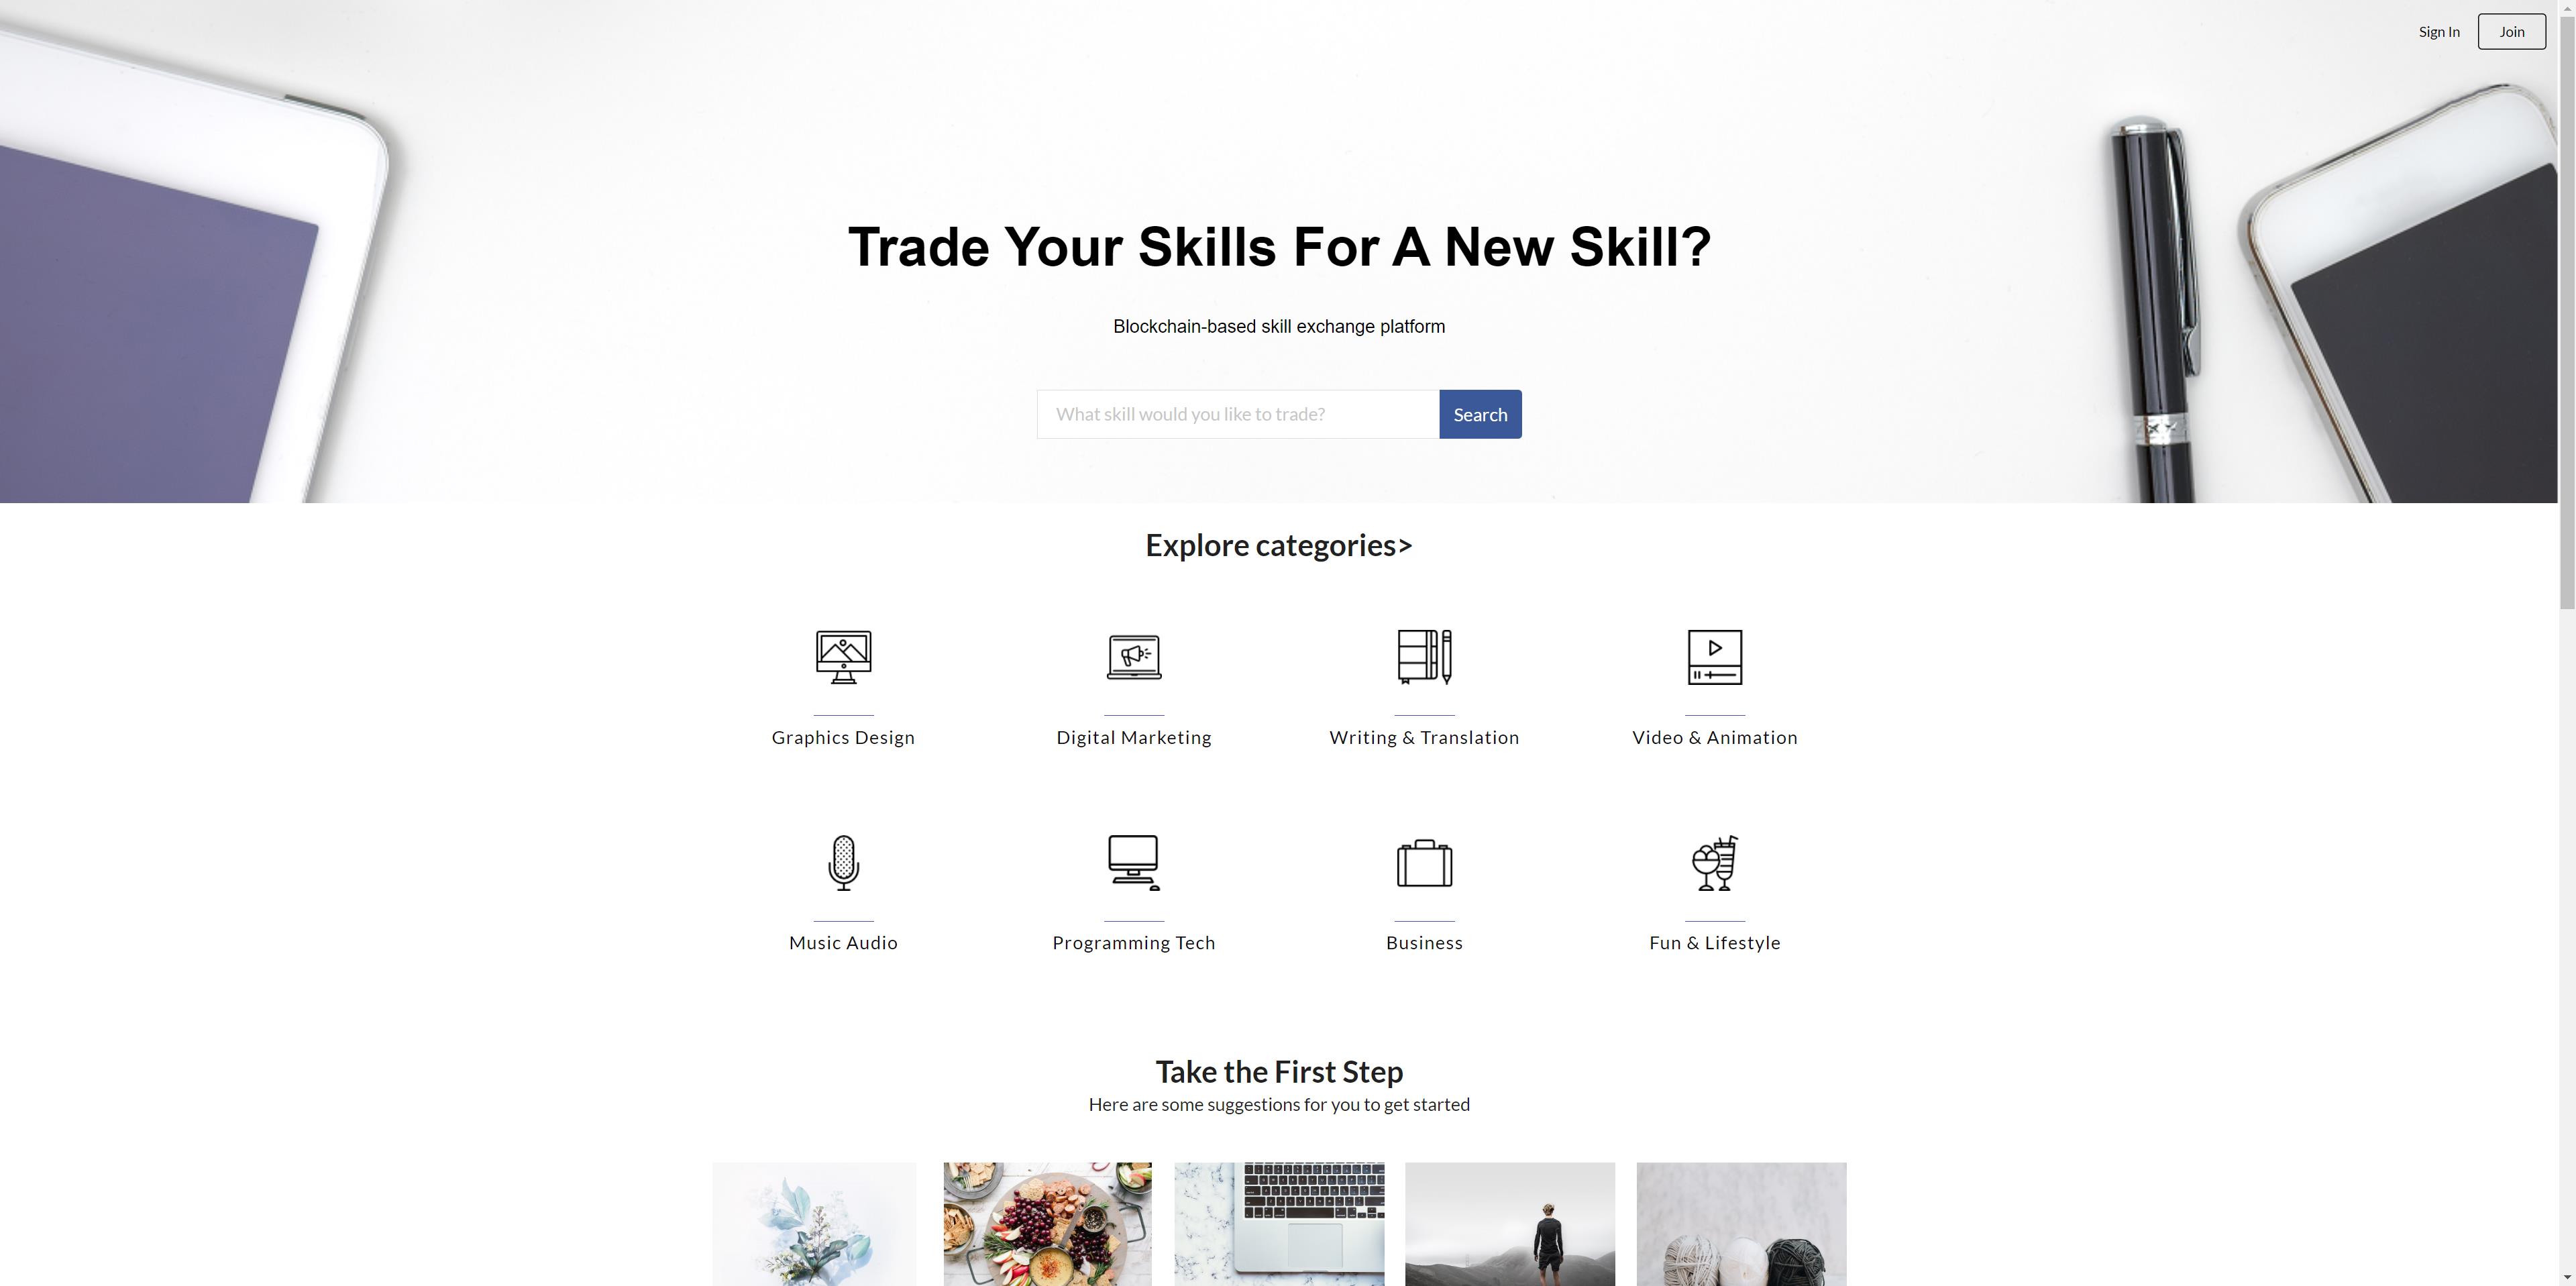 Sign In
Join
Trade Your Skills For A New Skill?
Blockchain-based skill exchange platform
What skill would you like to trade?
Search
Explore categories>
Graphics Design
Digital Marketing
Writing & Translation
Video & Animation
Music Audio
Programming Tech
Business
Fun & Lifestyle
Take the First Step
Here are some suggestions for you to get started